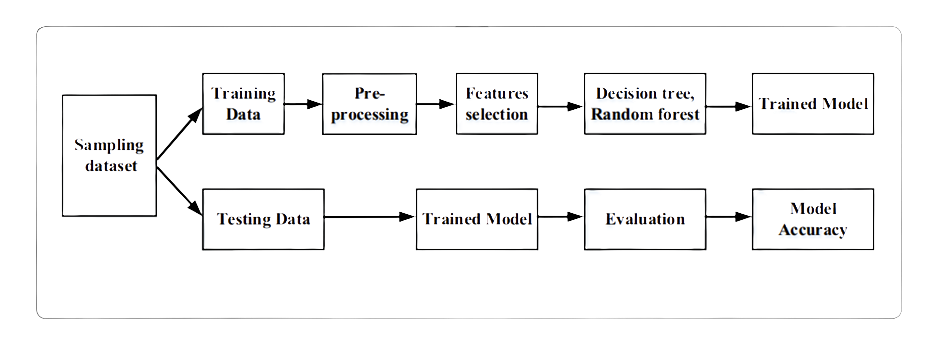 Sampling
dataset
Training
Data
Pre-
processing
Features
selection
Decision tree,
Random forest
Trained Model
Testing Data
Trained Model
Evaluation
Model
Accuracy